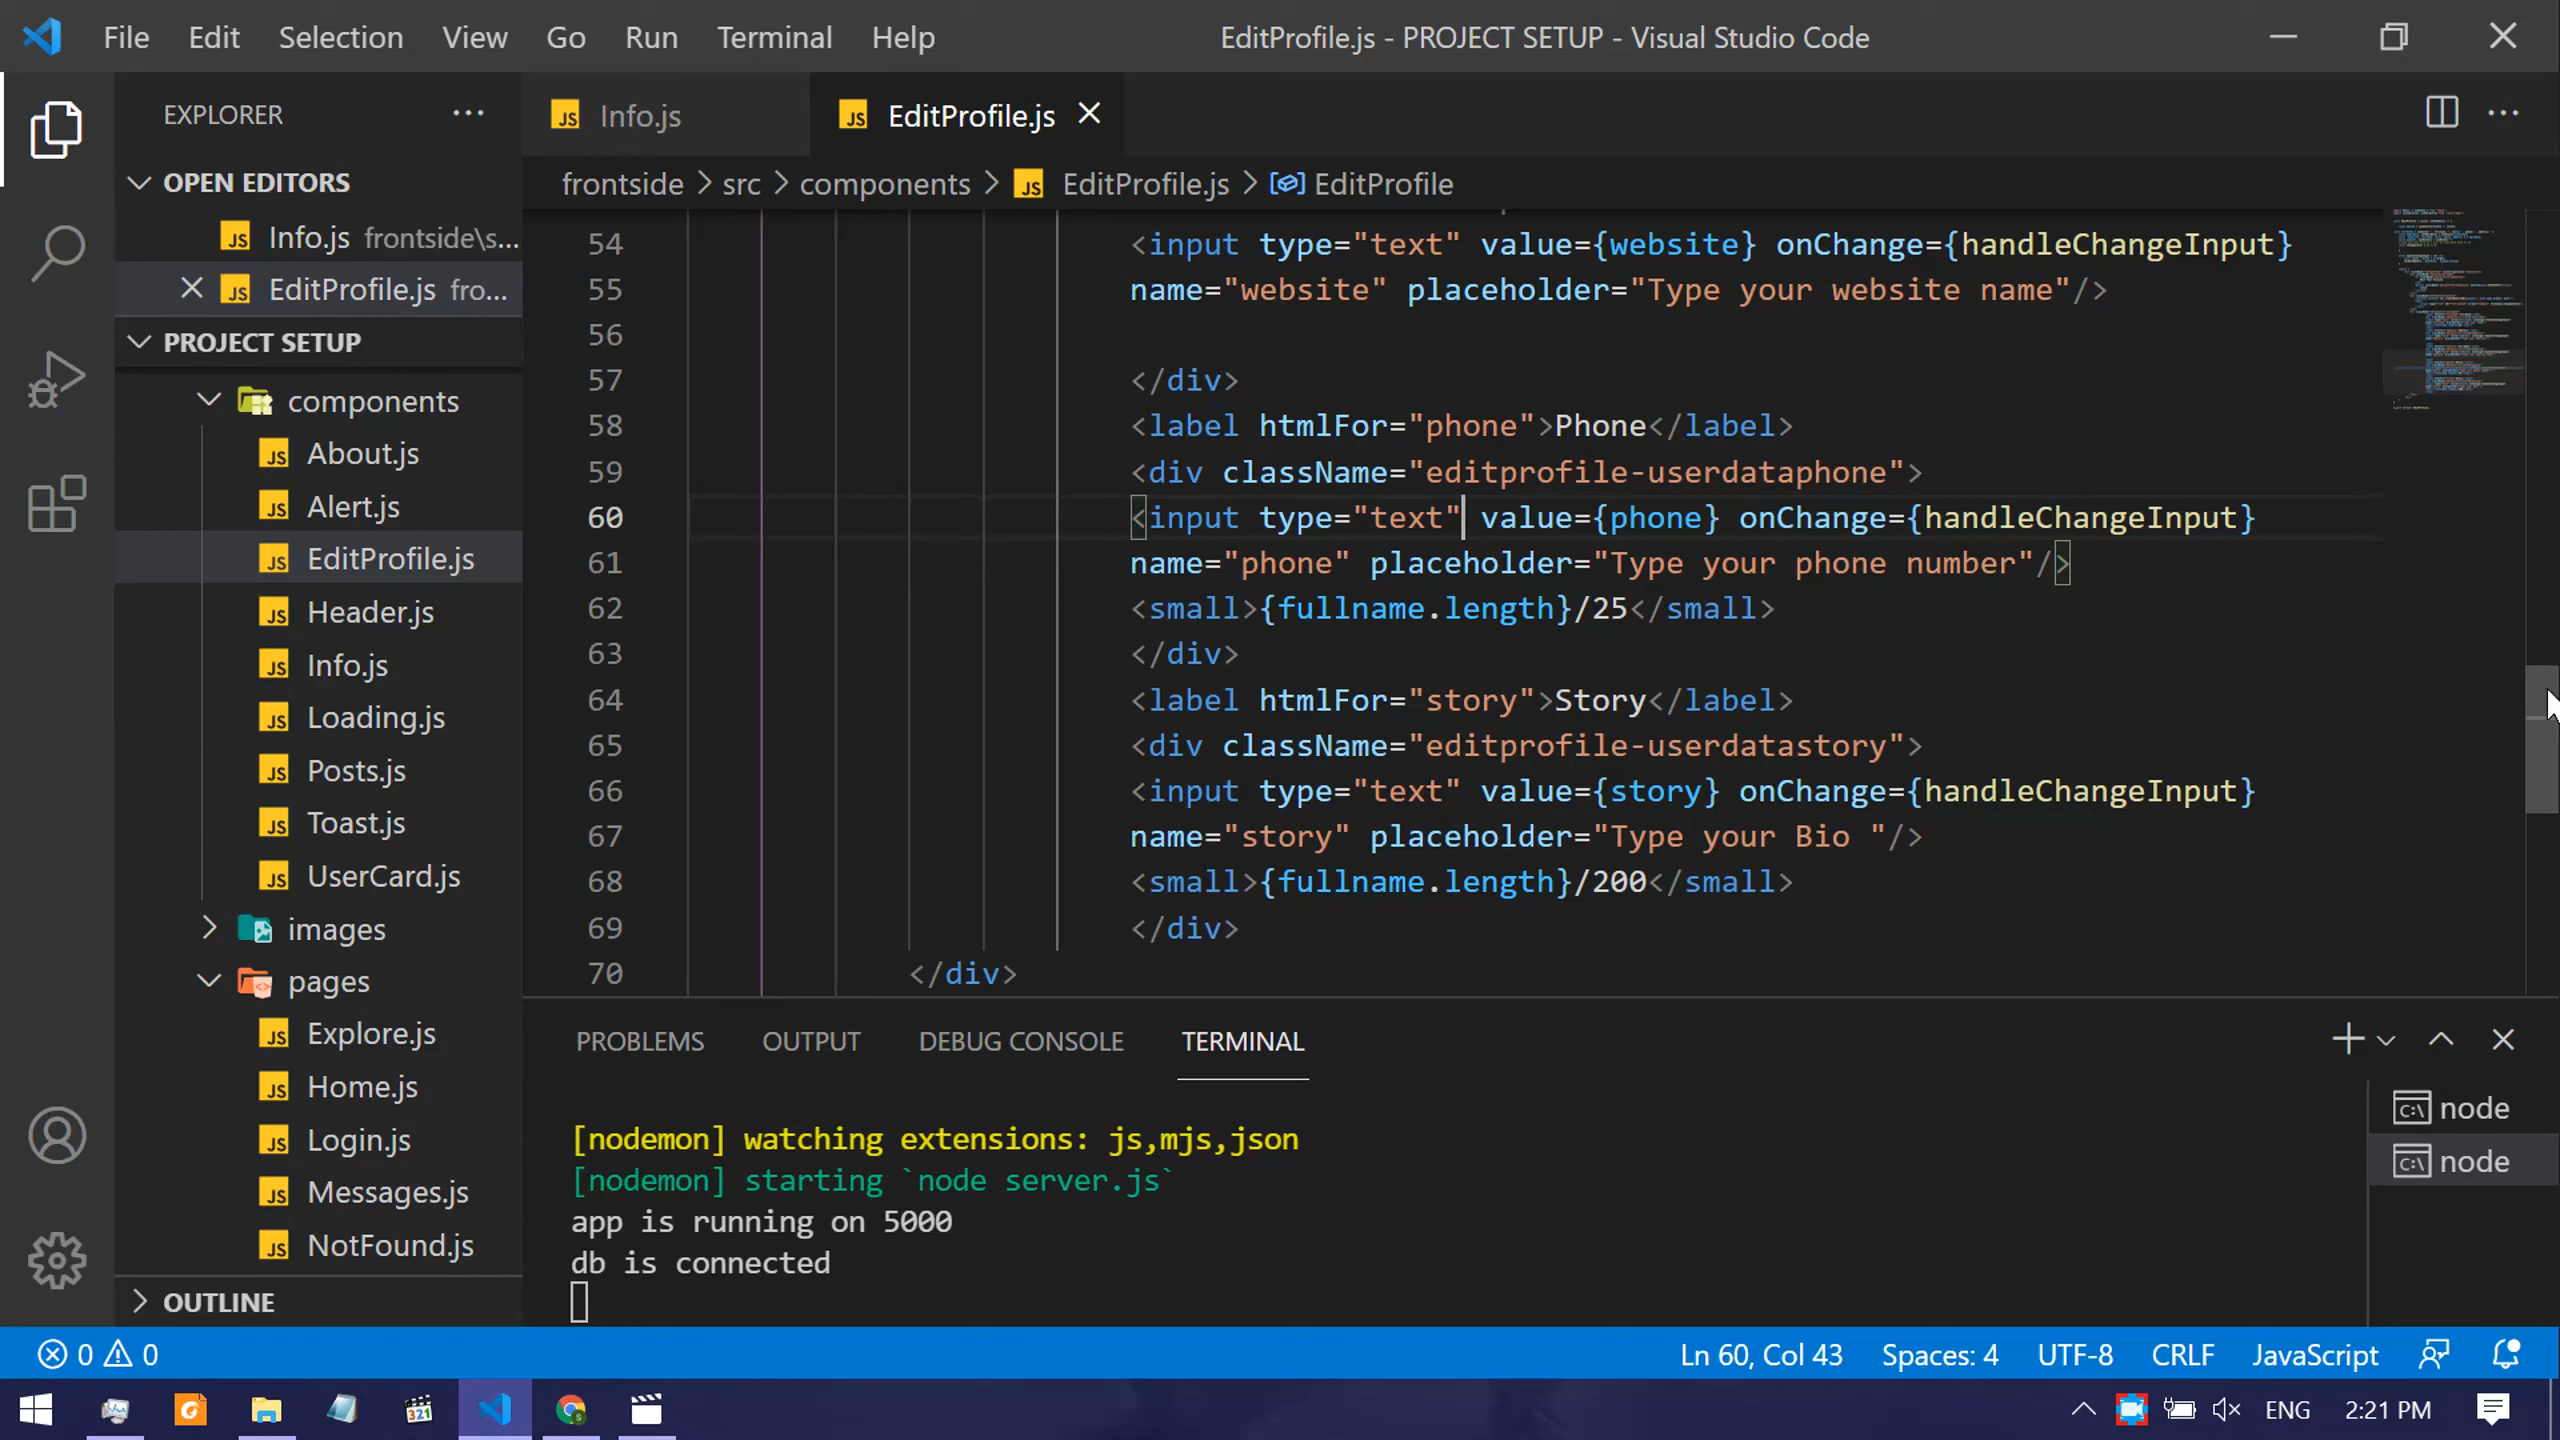 File Edit Selection View Go Run Terminal Help
EditProfile.js - PROJECT SETUP - Visual Studio Code
EXPLORER
OPEN EDITORS
Info.js frontside\s...
EditProfile.js fro...
PROJECT SETUP
components
About.js
Alert.js
EditProfile.js
Header.js
Info.js
Loading.js
Posts.js
Toast.js
UserCard.js
images
pages
Explore.js
Home.js
Login.js
Messages.js
NotFound.js
OUTLINE
Info.js
EditProfile.js
frontside > src > components > EditProfile.js > EditProfile
54 <input type="text" value={website} onChange={handleChangeInput}
55 name="website" placeholder="Type your website name"/>
56
57 </div>
58 <label htmlFor="phone">Phone</label>
59 <div className="editprofile-userdataphone">
60 <input type="text" value={phone} onChange={handleChangeInput}
61 name="phone" placeholder="Type your phone number"/>
62 <small>{fullname.length}/25</small>
63 </div>
64 <label htmlFor="story">Story</label>
65 <div className="editprofile-userdatastory">
66 <input type="text" value={story} onChange={handleChangeInput}
67 name="story" placeholder="Type your Bio "/>
68 <small>{fullname.length}/200</small>
69 </div>
70 </div>
PROBLEMS OUTPUT DEBUG CONSOLE TERMINAL
[nodemon] watching extensions: js,mjs,json
[nodemon] starting `node server.js`
app is running on 5000
db is connected
node
node
0 0
Ln 60, Col 43 Spaces: 4 UTF-8 CRLF JavaScript
321
ENG 2:21 PM